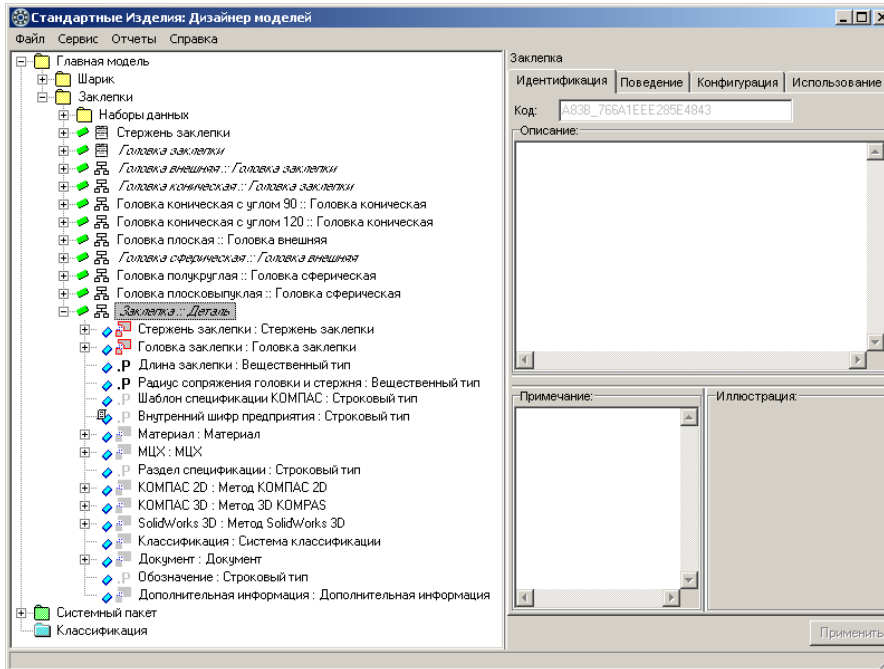 Стандартные Изделия: Дизайнер моделей
Файл Сервис Отчеты Справка
Главная модель
Шарик
Заклепки
Наборы данных
Стержень заклепки
Головка заклепки
Головка внешняя :: Головка заклепки
Головка коническая :: Головка заклепки
Головка коническая с углом 90 :: Головка коническая
Головка коническая с углом 120 :: Головка коническая
Головка плоская :: Головка внешняя
Головка сферическая :: Головка внешняя
Головка полукруглая :: Головка сферическая
Головка плосковыпуклая :: Головка сферическая
Заклепка :: Деталь
Стержень заклепки : Стержень заклепки
Головка заклепки : Головка заклепки
.P Длина заклепки : Вещественный тип
.P Радиус сопряжения головки и стержня : Вещественный тип
.P Шаблон спецификации КОМПАС : Строковый тип
.P Внутренний шифр предприятия : Строковый тип
Материал : Материал
МЦХ : МЦХ
.P Раздел спецификации : Строковый тип
КОМПАС 2D : Метод КОМПАС 2D
КОМПАС 3D : Метод 3D KOMPAS
SolidWorks 3D : Метод SolidWorks 3D
Классификация : Система классификации
Документ : Документ
.P Обозначение : Строковый тип
Дополнительная информация : Дополнительная информация
Системный пакет
Классификация
Заклепка
Идентификация Поведение Конфигурация Использование
Код: A83B_766A1EEE285E4843
Описание:
Примечание:
Иллюстрация:
Применить